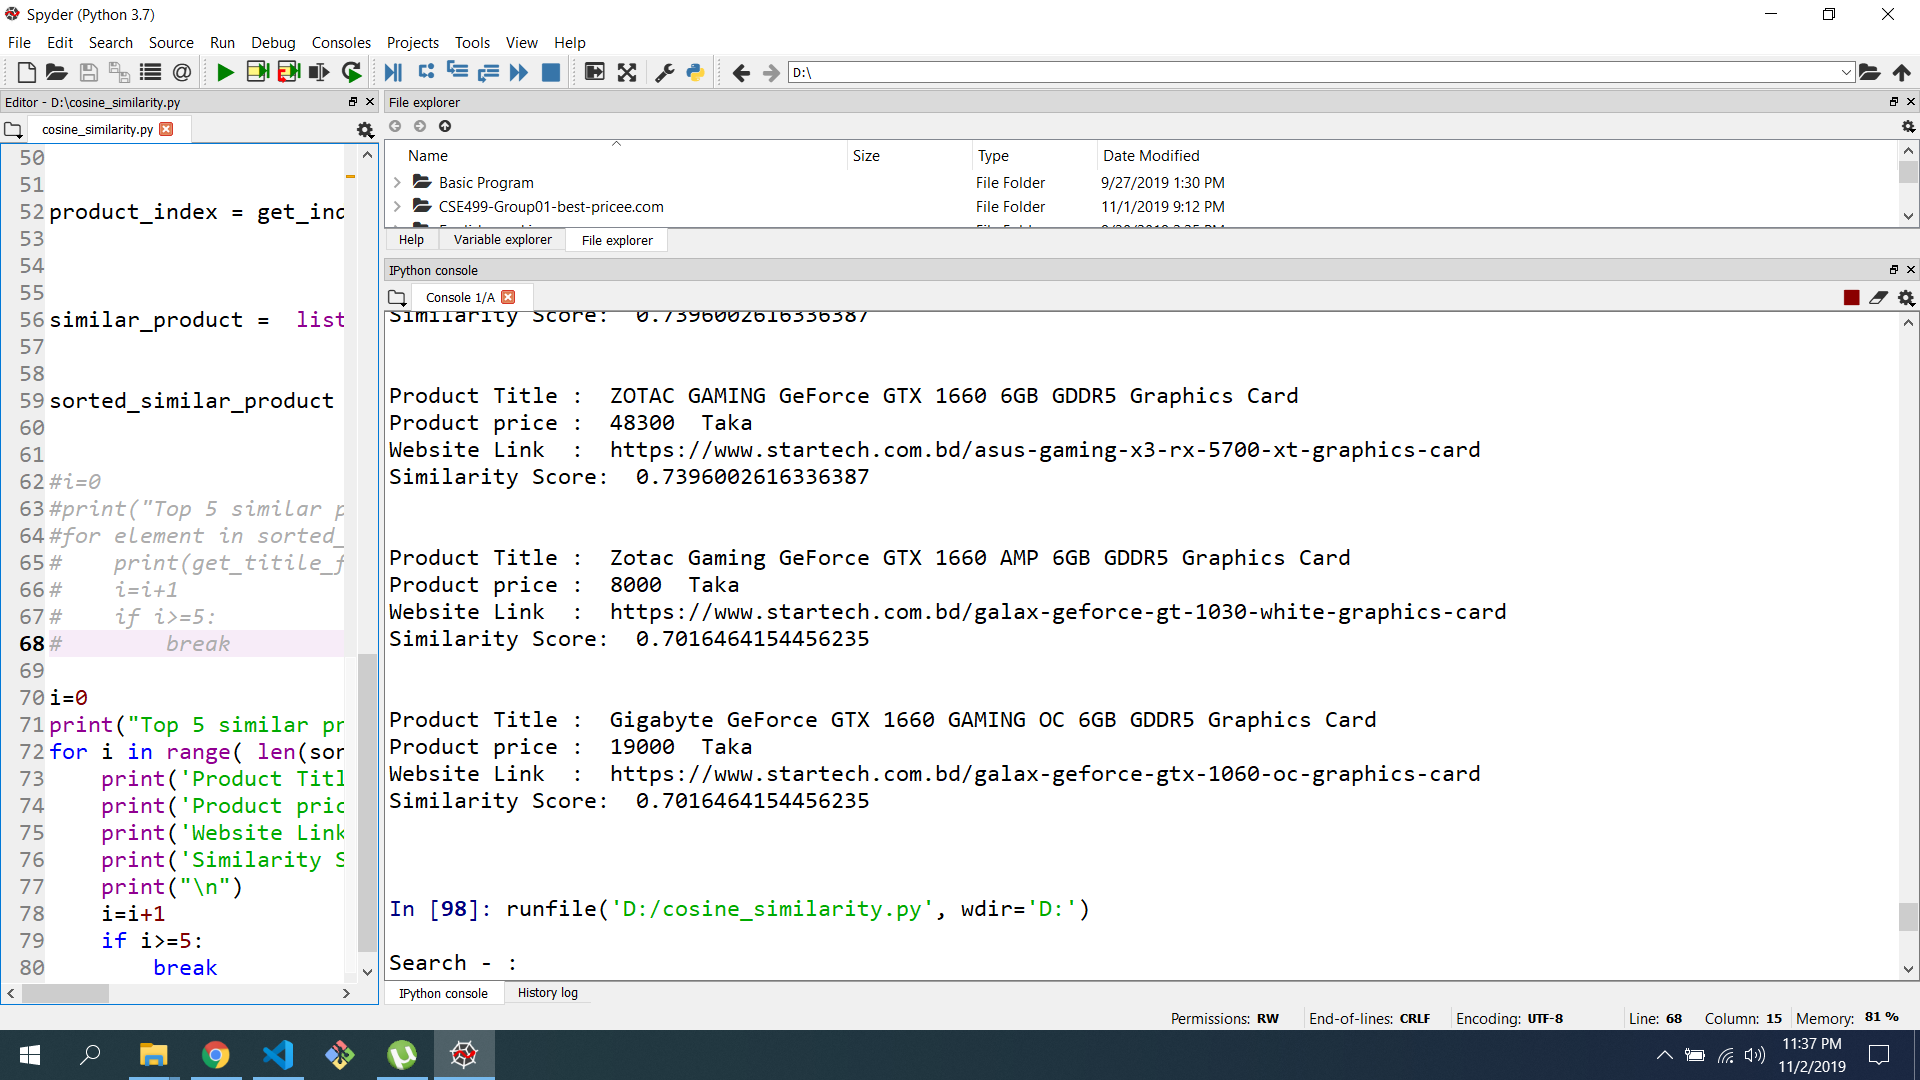 Spyder (Python 3.7)
File Edit Search Source Run Debug Consoles Projects Tools View Help
D:\
Editor - D:\cosine_similarity.py
cosine_similarity.py
50
51
52 product_index = get_ind
53
54
55
56 similar_product =  list
57
58
59 sorted_similar_product
60
61
62 #i=0
63 #print("Top 5 similar p
64 #for element in sorted_
65 #    print(get_titile_f
66 #    i=i+1
67 #    if i>=5:
68 #        break
69
70 i=0
71 print("Top 5 similar pr
72 for i in range( len(sor
73     print('Product Titl
74     print('Product pric
75     print('Website Link
76     print('Similarity S
77     print("\n")
78     i=i+1
79     if i>=5:
80         break
File explorer
Name Size Type Date Modified
Basic Program File Folder 9/27/2019 1:30 PM
CSE499-Group01-best-pricee.com File Folder 11/1/2019 9:12 PM
Help Variable explorer File explorer
IPython console
Console 1/A
Similarity Score:  0.7396002616336387
Product Title :  ZOTAC GAMING GeForce GTX 1660 6GB GDDR5 Graphics Card
Product price :  48300  Taka
Website Link  :  https://www.startech.com.bd/asus-gaming-x3-rx-5700-xt-graphics-card
Similarity Score:  0.7396002616336387
Product Title :  Zotac Gaming GeForce GTX 1660 AMP 6GB GDDR5 Graphics Card
Product price :  8000  Taka
Website Link  :  https://www.startech.com.bd/galax-geforce-gt-1030-white-graphics-card
Similarity Score:  0.7016464154456235
Product Title :  Gigabyte GeForce GTX 1660 GAMING OC 6GB GDDR5 Graphics Card
Product price :  19000  Taka
Website Link  :  https://www.startech.com.bd/galax-geforce-gtx-1060-oc-graphics-card
Similarity Score:  0.7016464154456235
In [98]: runfile('D:/cosine_similarity.py', wdir='D:')
Search - :
IPython console History log
Permissions: RW End-of-lines: CRLF Encoding: UTF-8 Line: 68 Column: 15 Memory: 81 %
11:37 PM
11/2/2019